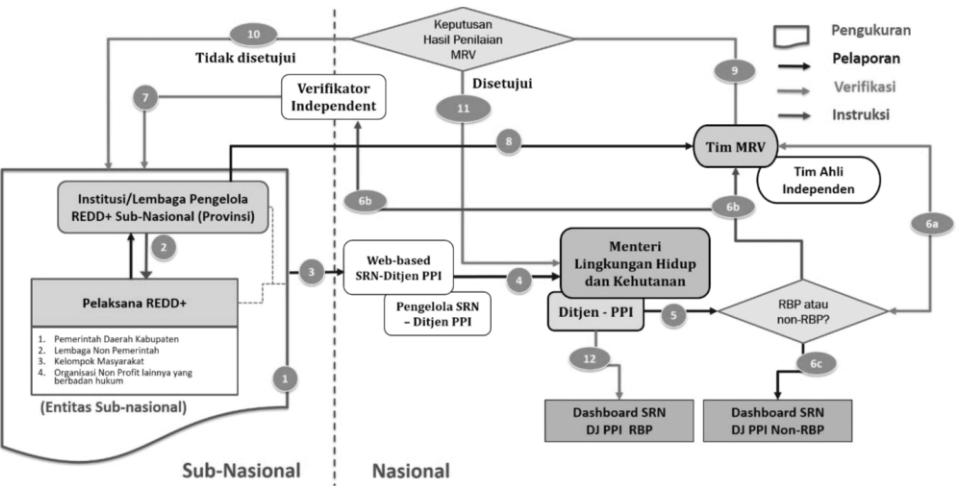 Keputusan
Hasil Penilaian
MRV
10
Tidak disetujui
Disetujui
Pengukuran
Pelaporan
Verifikasi
Instruksi
9
7
Verifikator
Independent
11
8
Tim MRV
Tim Ahli
Independen
Institusi/Lembaga Pengelola
REDD+ Sub-Nasional (Provinsi)
6b
6b
6a
2
3
Web-based
SRN-Ditjen PPI
Pengelola SRN
– Ditjen PPI
4
Menteri
Lingkungan Hidup
dan Kehutanan
Ditjen - PPI
5
RBP atau
non-RBP?
Pelaksana REDD+
1. Pemerintah Daerah Kabupaten
2. Lembaga Non Pemerintah
3. Kelompok Masyarakat
4. Organisasi Non Profit lainnya yang
berbadan hukum
(Entitas Sub-nasional)
1
12
6c
Dashboard SRN
DJ PPI RBP
Dashboard SRN
DJ PPI Non-RBP
Sub-Nasional
Nasional